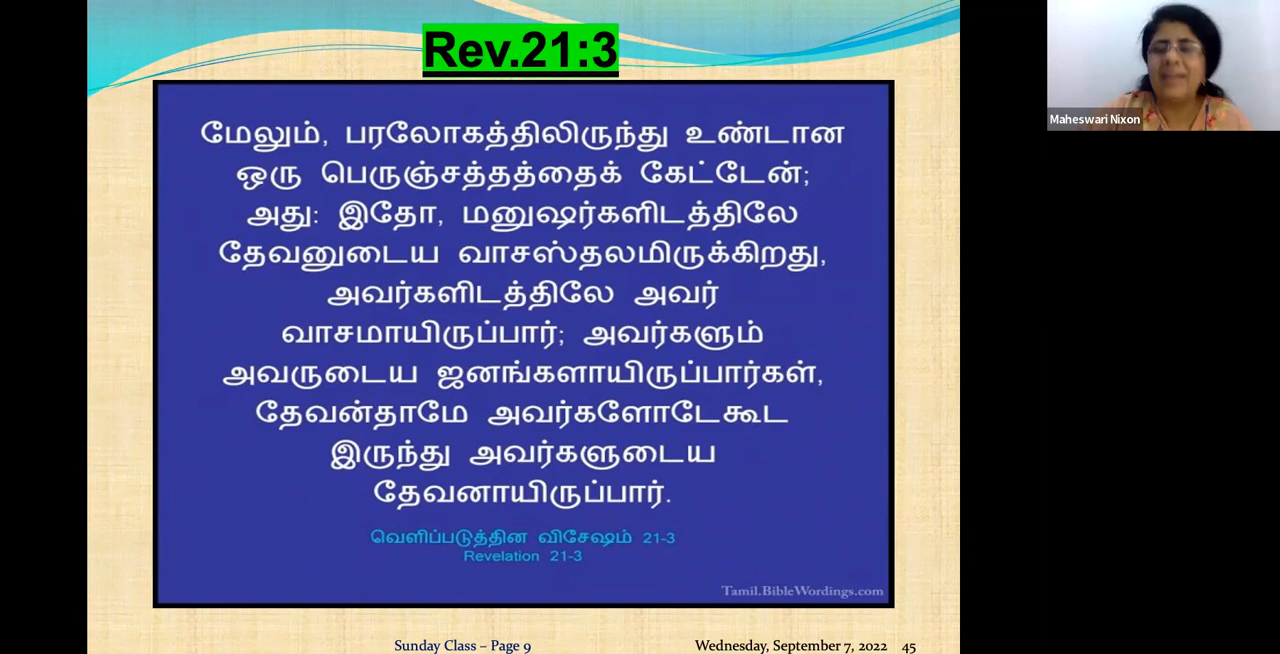 Rev.21:3
மேலும், பரலோகத்திலிருந்து உண்டான
ஒரு பெருஞ்சத்தத்தைக் கேட்டேன்;
அது: இதோ, மனுஷர்களிடத்திலே
தேவனுடைய வாசஸ்தலமிருக்கிறது,
அவர்களிடத்திலே அவர்
வாசமாயிருப்பார்; அவர்களும்
அவருடைய ஜனங்களாயிருப்பார்கள்,
தேவன்தாமே அவர்களோடேகூட
இருந்து அவர்களுடைய
தேவனாயிருப்பார்.
வெளிப்படுத்தின விசேஷம் 21-3
Revelation 21-3
Tamil.BibleWordings.com
Sunday Class – Page 9 Wednesday, September 7, 2022 45
Maheswari Nixon